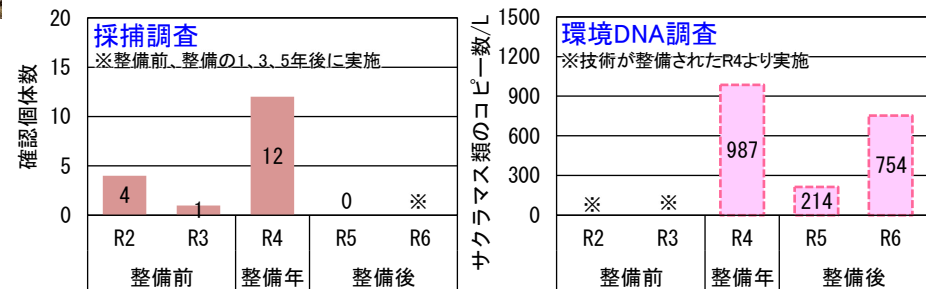 採捕調査
※整備前、整備の1、3、5年後に実施
確認個体数
20
15
10
5
0
4
1
12
0
※
R2
R3
R4
R5
R6
整備前
整備年
整備後
環境DNA調査
※技術が整備されたR4より実施
サクラマス類のコピー数/L
1500
1200
900
600
300
0
※
※
987
214
754
R2
R3
R4
R5
R6
整備前
整備年
整備後